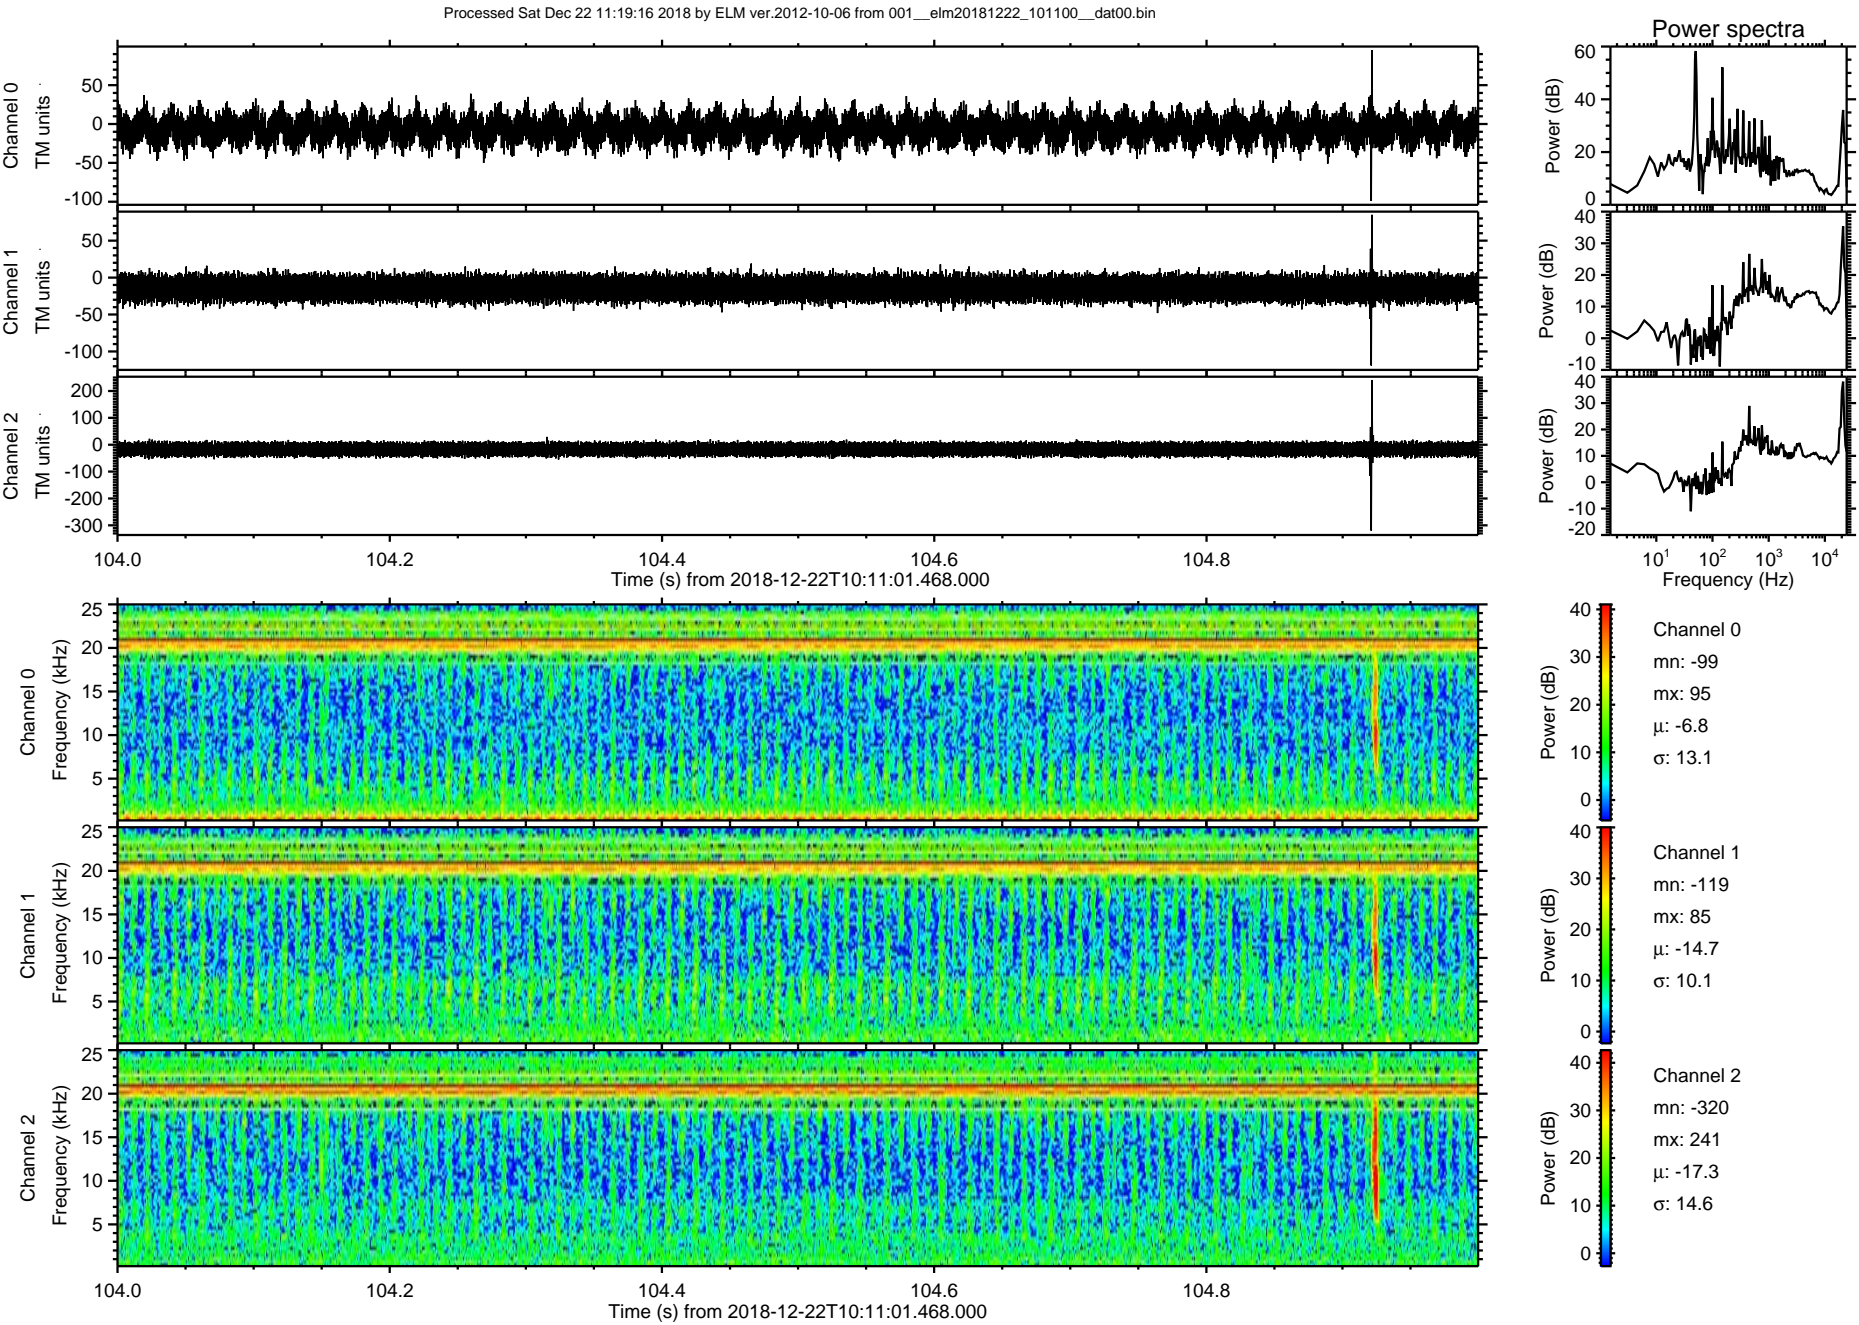 Processed Sat Dec 22 11:19:16 2018 by ELM ver.2012-10-06 from 001__elm20181222_101100__dat00.bin
Power spectra
Channel 0
TM units
50
0
-50
-100
Power (dB)
60
40
20
0
Channel 1
TM units
50
0
-50
-100
Power (dB)
40
30
20
10
0
-10
Channel 2
TM units
200
100
0
-100
-200
-300
Power (dB)
40
30
20
10
0
-10
-20
104.0 104.2 104.4 104.6 104.8
Time (s) from 2018-12-22T10:11:01.468.000
10¹ 10² 10³ 10⁴
Frequency (Hz)
Channel 0
Frequency (kHz)
25
20
15
10
5
Power (dB)
40
30
20
10
0
Channel 0
mn: -99
mx: 95
µ: -6.8
σ: 13.1
Channel 1
Frequency (kHz)
25
20
15
10
5
Power (dB)
40
30
20
10
0
Channel 1
mn: -119
mx: 85
µ: -14.7
σ: 10.1
Channel 2
Frequency (kHz)
25
20
15
10
5
Power (dB)
40
30
20
10
0
Channel 2
mn: -320
mx: 241
µ: -17.3
σ: 14.6
104.0 104.2 104.4 104.6 104.8
Time (s) from 2018-12-22T10:11:01.468.000